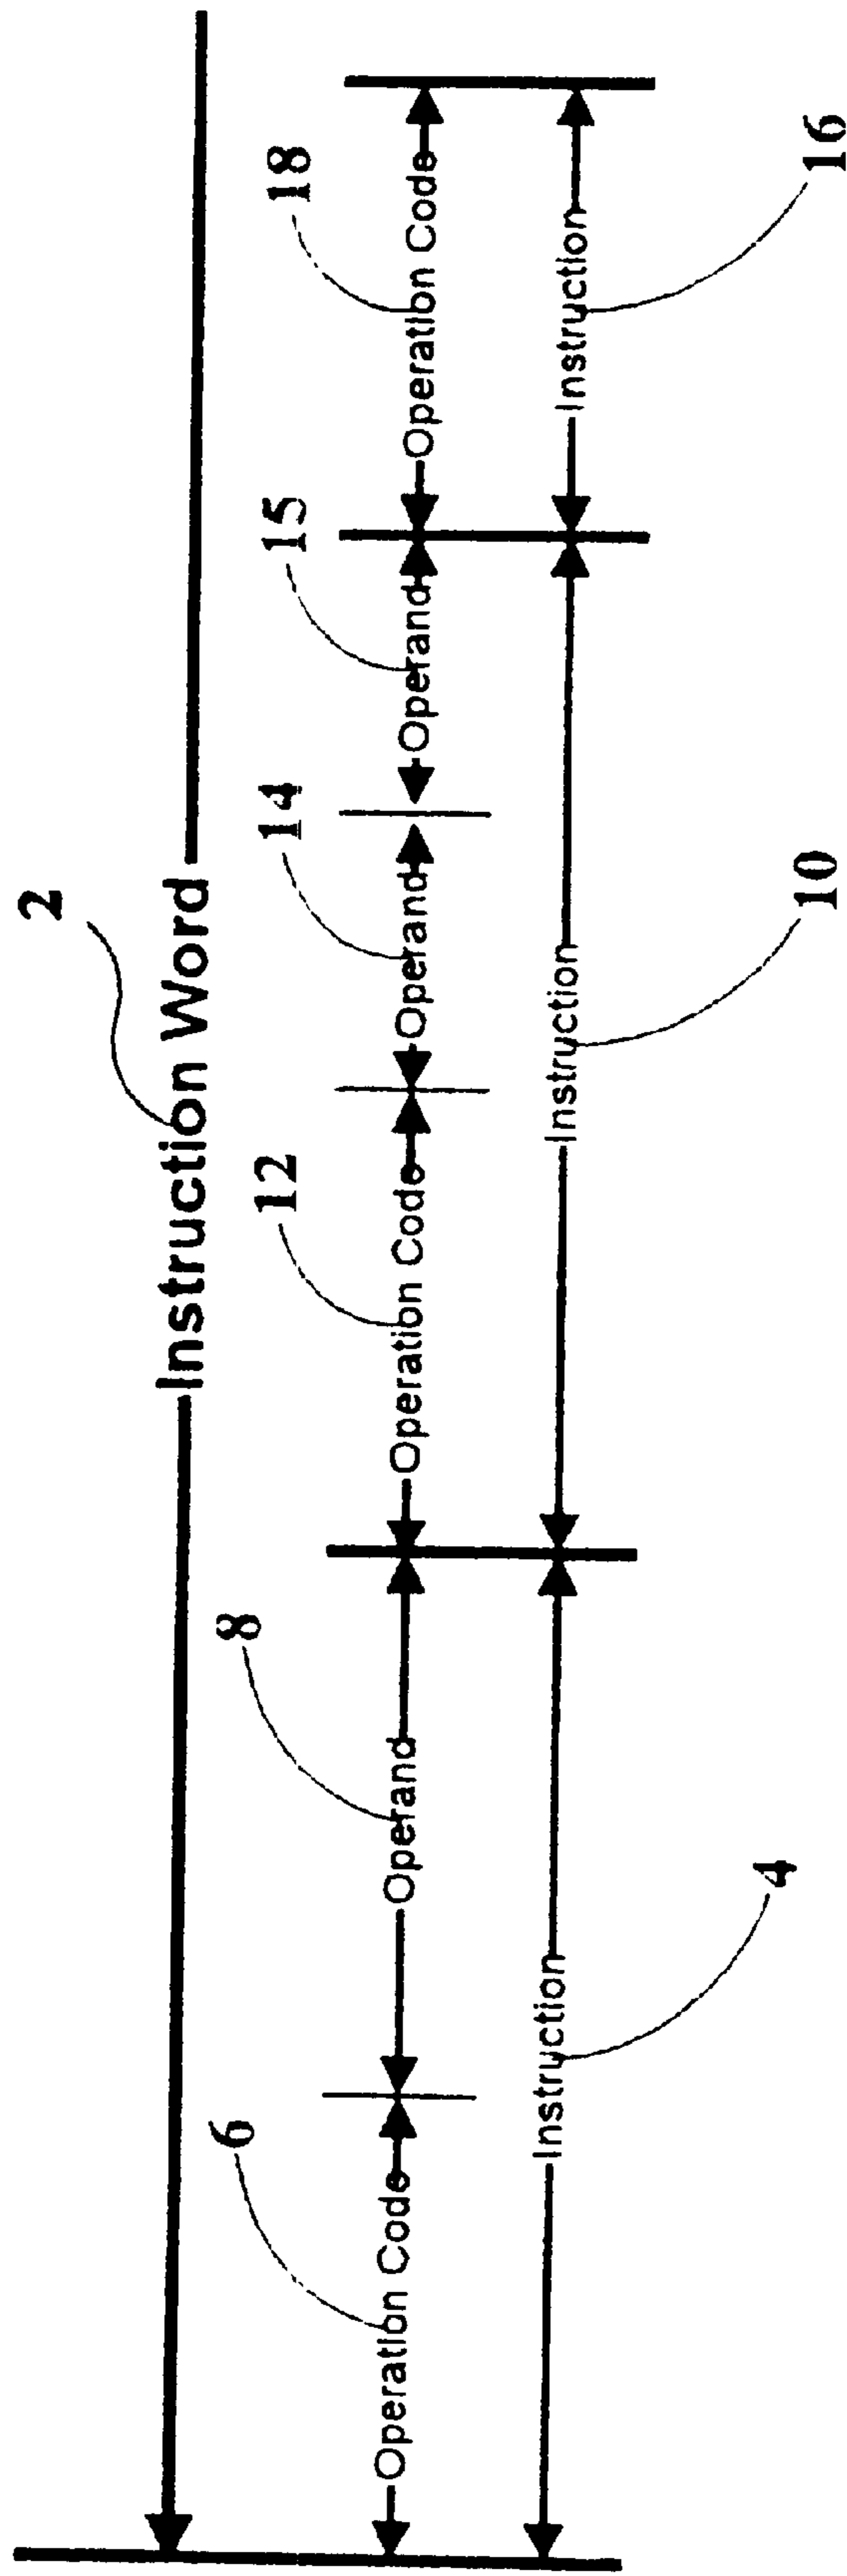 2
Instruction Word
6
8
12
14
15
18
Operation Code
Operand
Operation Code
Operand
Operand
Operation Code
Instruction
Instruction
Instruction
4
10
16